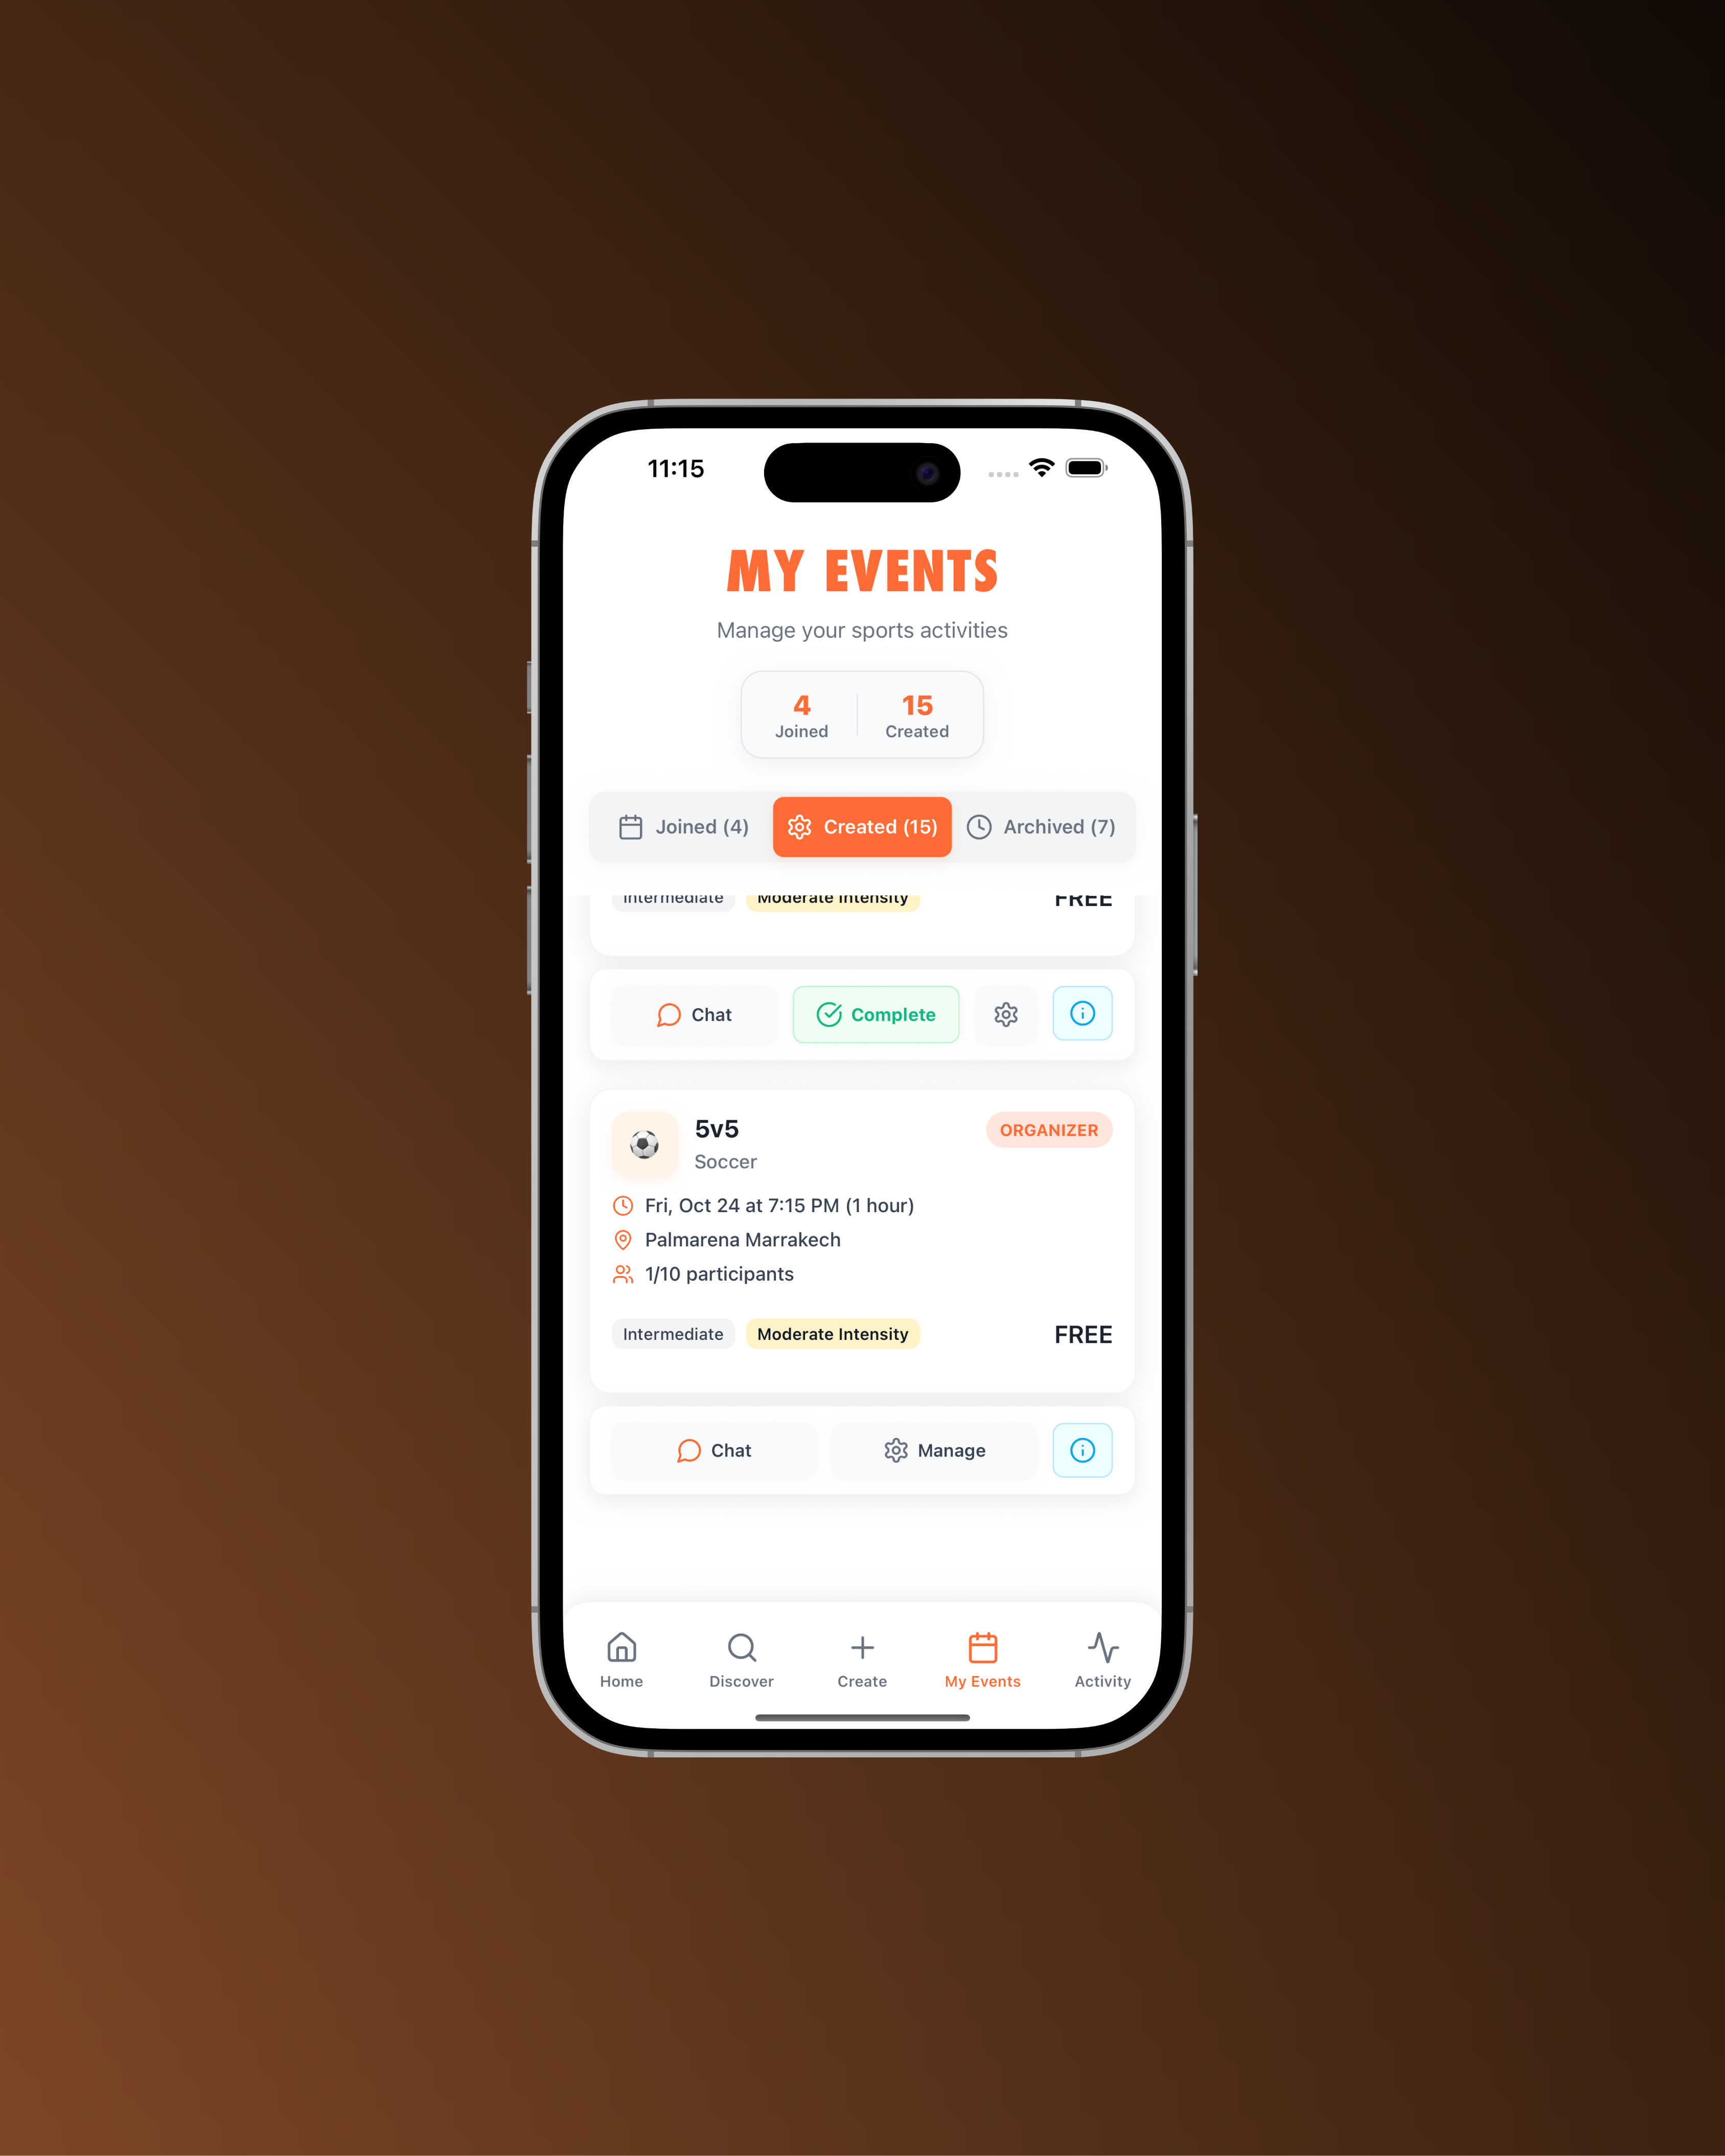 11:15
MY EVENTS
Manage your sports activities
4 15
Joined Created
Joined (4) Created (15) Archived (7)
Intermediate Moderate Intensity FREE
Chat Complete
5v5 ORGANIZER
Soccer
Fri, Oct 24 at 7:15 PM (1 hour)
Palmarena Marrakech
1/10 participants
Intermediate Moderate Intensity FREE
Chat Manage
Home Discover Create My Events Activity